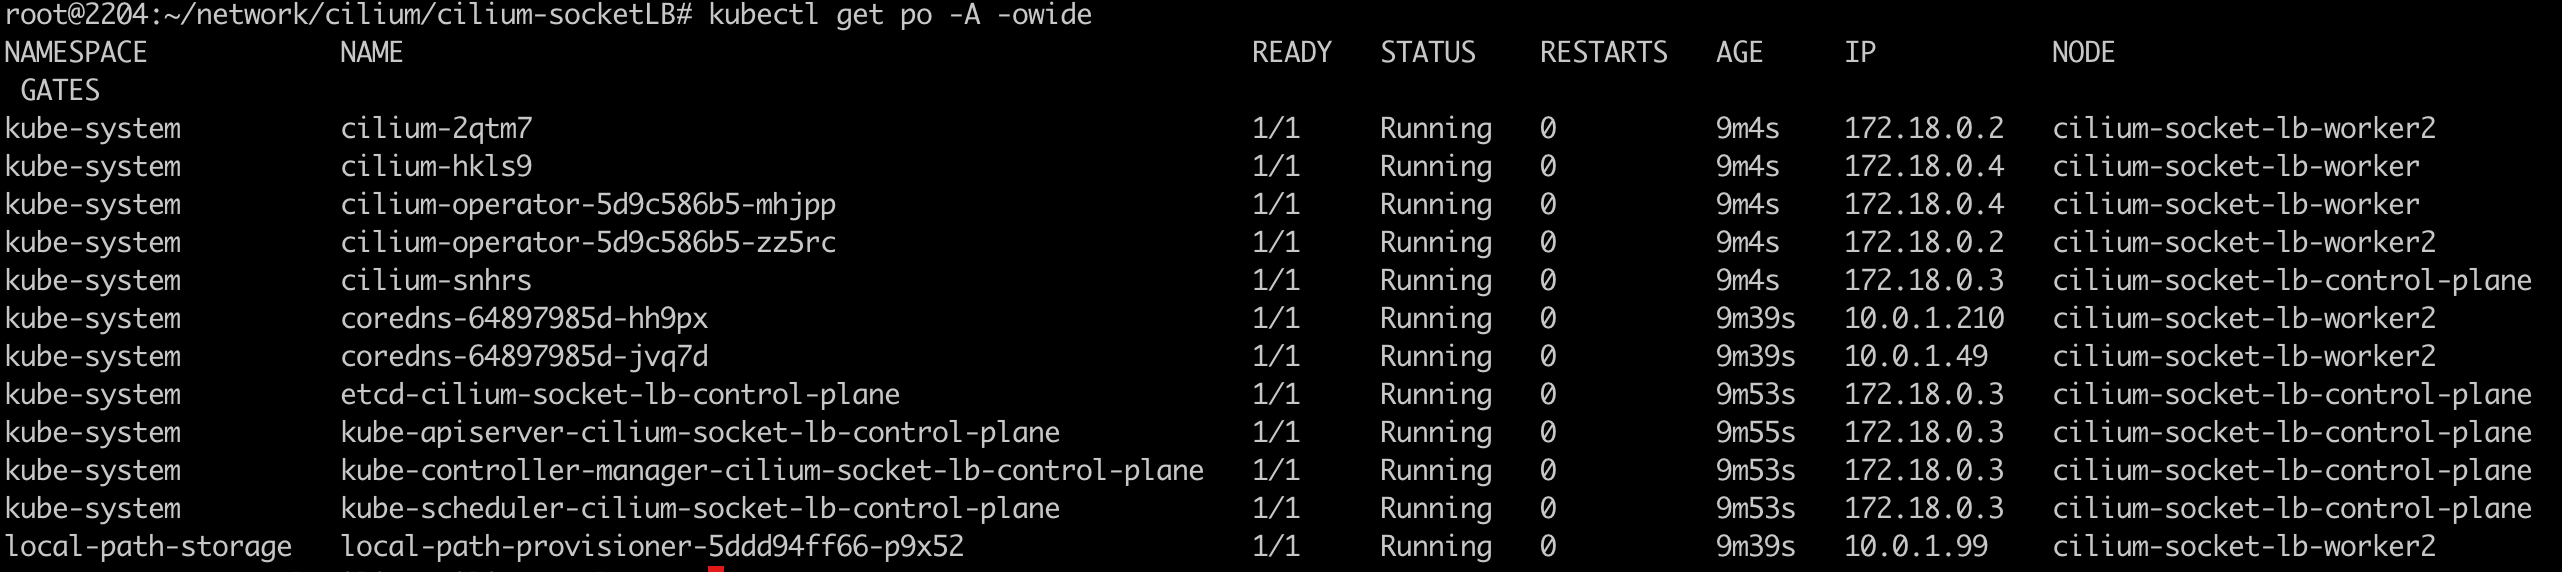 root@2204:~/network/cilium/cilium-socketLB# kubectl get po -A -owide
NAMESPACE            NAME                                                     READY   STATUS    RESTARTS   AGE     IP           NODE
 GATES
kube-system          cilium-2qtm7                                             1/1     Running   0          9m4s    172.18.0.2   cilium-socket-lb-worker2
kube-system          cilium-hkls9                                             1/1     Running   0          9m4s    172.18.0.4   cilium-socket-lb-worker
kube-system          cilium-operator-5d9c586b5-mhjpp                          1/1     Running   0          9m4s    172.18.0.4   cilium-socket-lb-worker
kube-system          cilium-operator-5d9c586b5-zz5rc                          1/1     Running   0          9m4s    172.18.0.2   cilium-socket-lb-worker2
kube-system          cilium-snhrs                                             1/1     Running   0          9m4s    172.18.0.3   cilium-socket-lb-control-plane
kube-system          coredns-64897985d-hh9px                                  1/1     Running   0          9m39s   10.0.1.210   cilium-socket-lb-worker2
kube-system          coredns-64897985d-jvq7d                                  1/1     Running   0          9m39s   10.0.1.49    cilium-socket-lb-worker2
kube-system          etcd-cilium-socket-lb-control-plane                      1/1     Running   0          9m53s   172.18.0.3   cilium-socket-lb-control-plane
kube-system          kube-apiserver-cilium-socket-lb-control-plane            1/1     Running   0          9m55s   172.18.0.3   cilium-socket-lb-control-plane
kube-system          kube-controller-manager-cilium-socket-lb-control-plane   1/1     Running   0          9m53s   172.18.0.3   cilium-socket-lb-control-plane
kube-system          kube-scheduler-cilium-socket-lb-control-plane            1/1     Running   0          9m53s   172.18.0.3   cilium-socket-lb-control-plane
local-path-storage   local-path-provisioner-5ddd94ff66-p9x52                  1/1     Running   0          9m39s   10.0.1.99    cilium-socket-lb-worker2